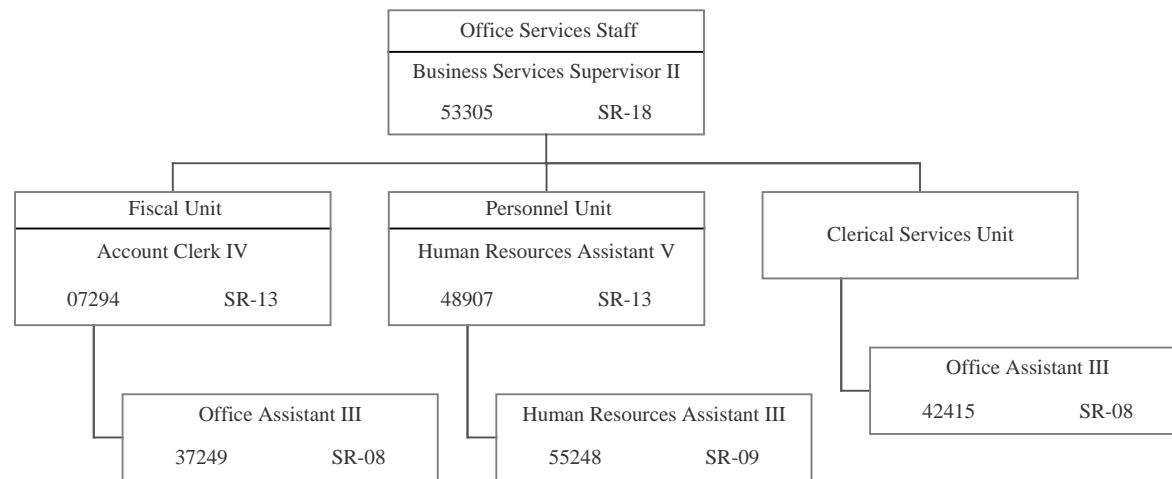 Office Services Staff
Business Services Supervisor II
53305 SR-18
Fiscal Unit
Account Clerk IV
07294 SR-13
Personnel Unit
Human Resources Assistant V
48907 SR-13
Clerical Services Unit
Office Assistant III
37249 SR-08
Human Resources Assistant III
55248 SR-09
Office Assistant III
42415 SR-08